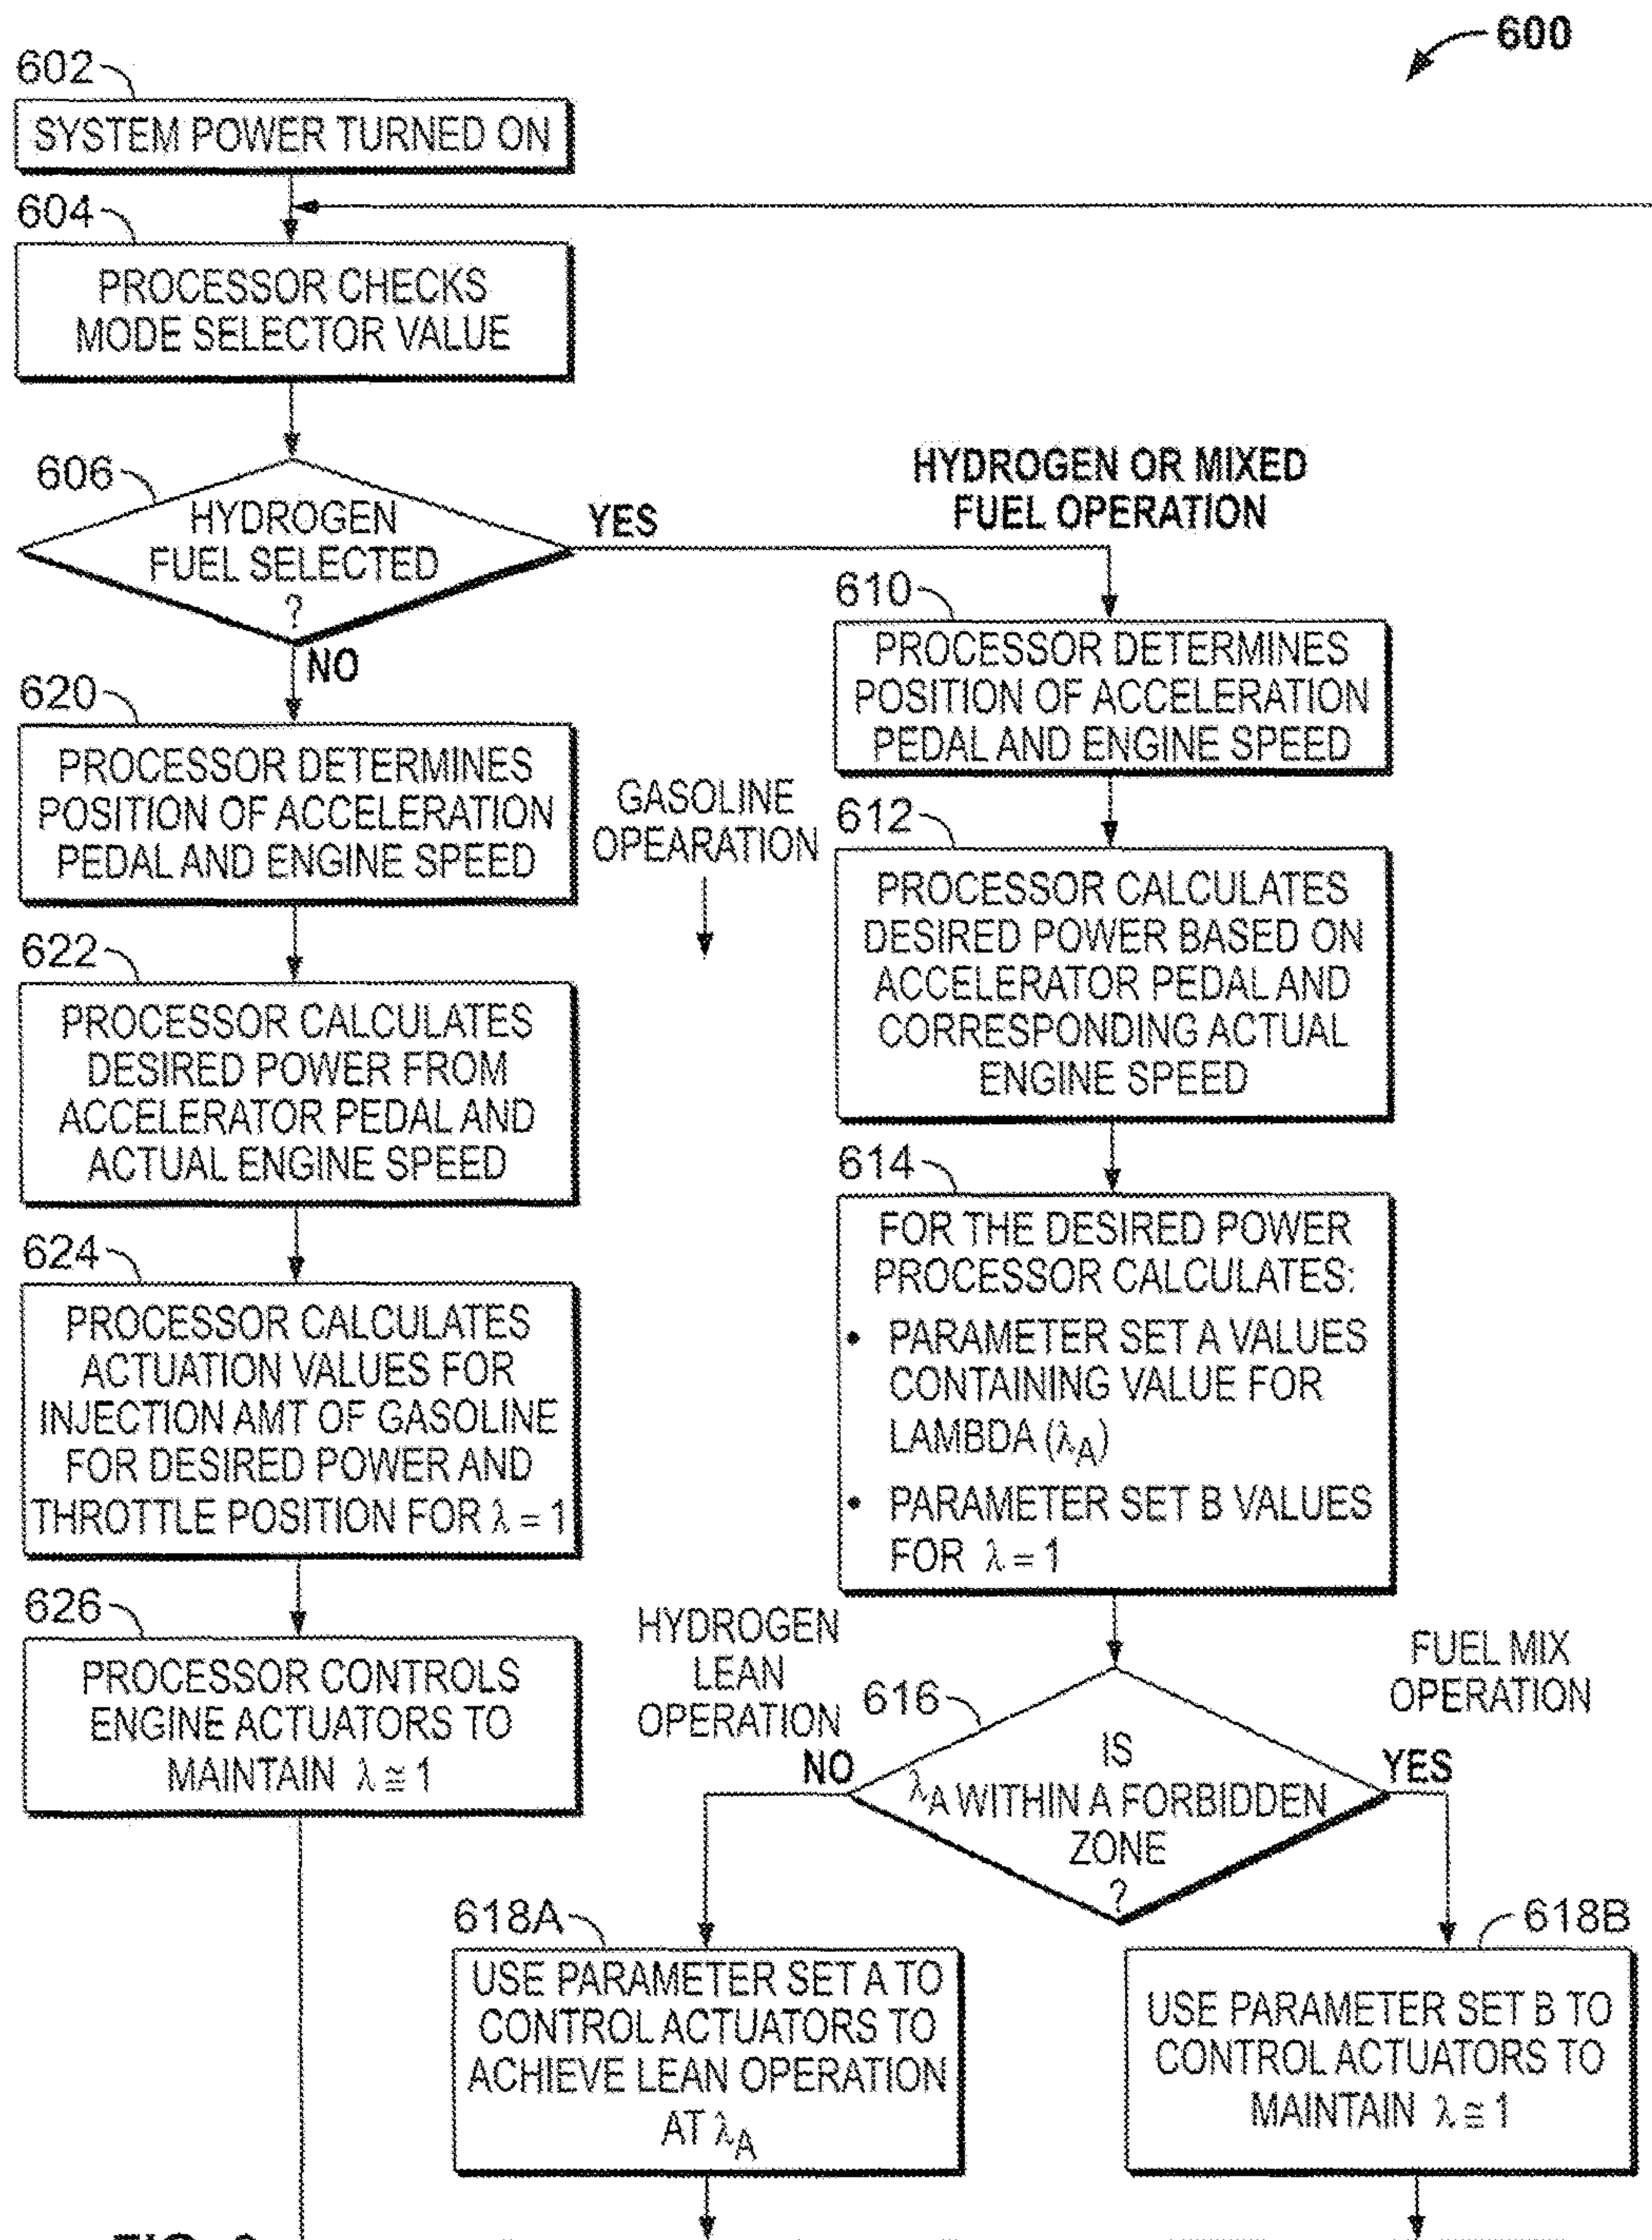 600
602
SYSTEM POWER TURNED ON
604
PROCESSOR CHECKS
MODE SELECTOR VALUE
606
HYDROGEN
FUEL SELECTED
?
YES
NO
HYDROGEN OR MIXED
FUEL OPERATION
620
PROCESSOR DETERMINES
POSITION OF ACCELERATION
PEDAL AND ENGINE SPEED
GASOLINE
OPEARATION
622
PROCESSOR CALCULATES
DESIRED POWER FROM
ACCELERATOR PEDAL AND
ACTUAL ENGINE SPEED
624
PROCESSOR CALCULATES
ACTUATION VALUES FOR
INJECTION AMT OF GASOLINE
FOR DESIRED POWER AND
THROTTLE POSITION FOR λ = 1
626
PROCESSOR CONTROLS
ENGINE ACTUATORS TO
MAINTAIN λ ≅ 1
610
PROCESSOR DETERMINES
POSITION OF ACCELERATION
PEDAL AND ENGINE SPEED
612
PROCESSOR CALCULATES
DESIRED POWER BASED ON
ACCELERATOR PEDAL AND
CORRESPONDING ACTUAL
ENGINE SPEED
614
FOR THE DESIRED POWER
PROCESSOR CALCULATES:
• PARAMETER SET A VALUES
CONTAINING VALUE FOR
LAMBDA (λA)
• PARAMETER SET B VALUES
FOR λ = 1
HYDROGEN
LEAN
OPERATION
616
IS
λA WITHIN A FORBIDDEN
ZONE
?
NO
YES
FUEL MIX
OPERATION
618A
USE PARAMETER SET A TO
CONTROL ACTUATORS TO
ACHIEVE LEAN OPERATION
AT λA
618B
USE PARAMETER SET B TO
CONTROL ACTUATORS TO
MAINTAIN λ ≅ 1